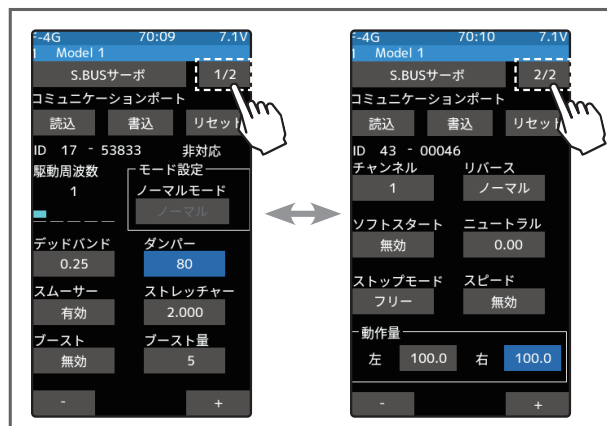 F-4G 70:09 7.1V
1 Model 1
S.BUSサーボ 1/2
コミュニケーションポート
読込 書込 リセット
ID 17 - 53833 非対応
駆動周波数 モード設定
1 ノーマルモード
ノーマル
デッドバンド ダンパー
0.25 80
スムーサー ストレッチャー
有効 2.000
ブースト ブースト量
無効 5
- +
F-4G 70:10 7.1V
1 Model 1
S.BUSサーボ 2/2
コミュニケーションポート
読込 書込 リセット
ID 43 - 00046
チャンネル リバース
1 ノーマル
ソフトスタート ニュートラル
無効 0.00
ストップモード スピード
フリー 無効
動作量
左 100.0 右 100.0
- +